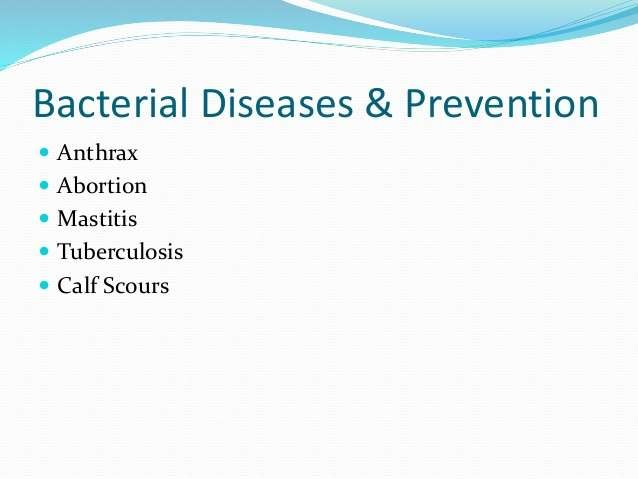 Bacterial Diseases & Prevention
Anthrax
Abortion
Mastitis
Tuberculosis
Calf Scours